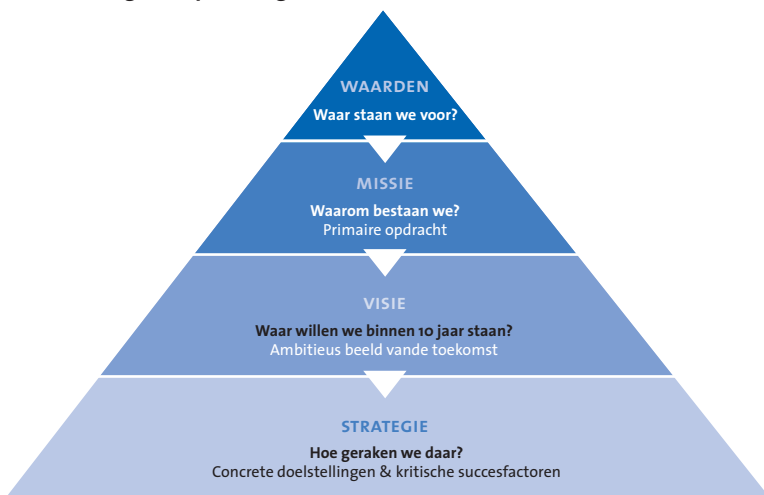 WAARDEN
Waar staan we voor?
MISSIE
Waarom bestaan we?
Primaire opdracht
VISIE
Waar willen we binnen 10 jaar staan?
Ambitieus beeld vande toekomst
STRATEGIE
Hoe geraken we daar?
Concrete doelstellingen & kritische succesfactoren